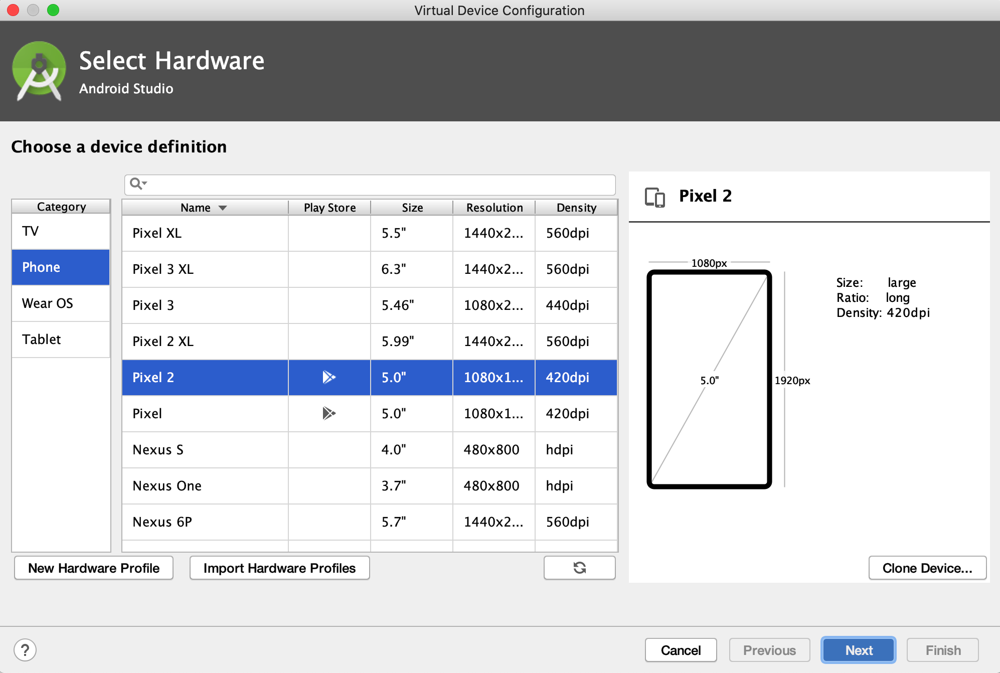 Virtual Device Configuration
Select Hardware
Android Studio
Choose a device definition
Category
TV
Phone
Wear OS
Tablet
Name Play Store Size Resolution Density
Pixel XL 5.5" 1440x2... 560dpi
Pixel 3 XL 6.3" 1440x2... 560dpi
Pixel 3 5.46" 1080x2... 440dpi
Pixel 2 XL 5.99" 1440x2... 560dpi
Pixel 2 5.0" 1080x1... 420dpi
Pixel 5.0" 1080x1... 420dpi
Nexus S 4.0" 480x800 hdpi
Nexus One 3.7" 480x800 hdpi
Nexus 6P 5.7" 1440x2... 560dpi
New Hardware Profile
Import Hardware Profiles
Pixel 2
1080px
5.0"
1920px
Size: large
Ratio: long
Density: 420dpi
Clone Device...
?
Cancel
Previous
Next
Finish